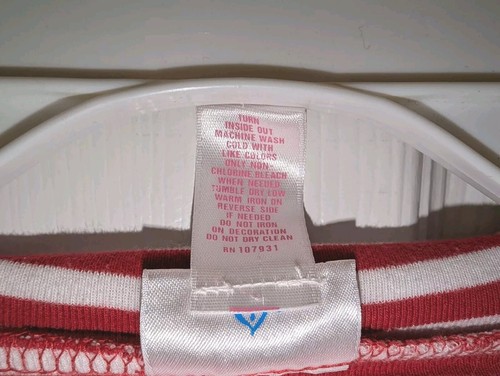 TURN
INSIDE OUT
MACHINE WASH
COLD WITH
LIKE COLORS
ONLY NON-
CHLORINE BLEACH
WHEN NEEDED
TUMBLE DRY LOW
WARM IRON ON
REVERSE SIDE
IF NEEDED
DO NOT IRON
ON DECORATION
DO NOT DRY CLEAN
RN 107931